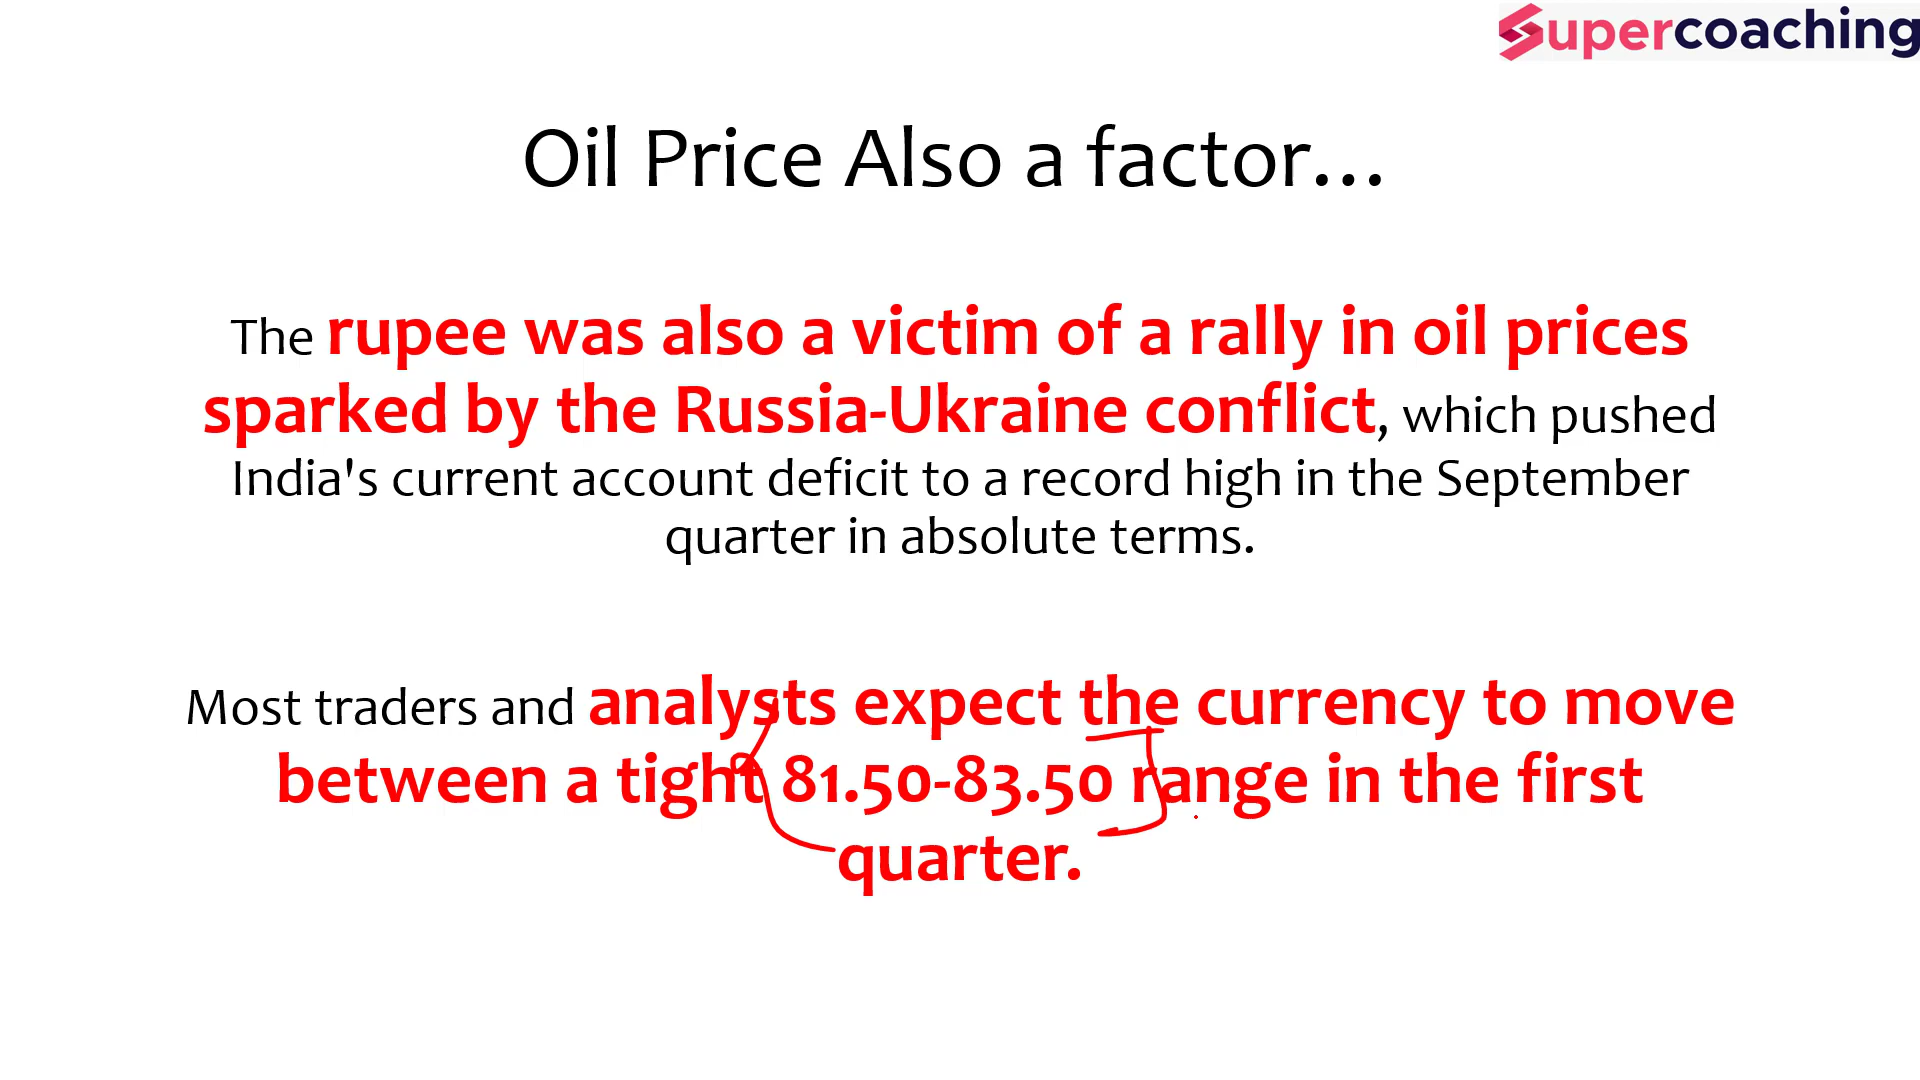 Supercoaching
Oil Price Also a factor...
The rupee was also a victim of a rally in oil prices
sparked by the Russia-Ukraine conflict, which pushed
India's current account deficit to a record high in the September
quarter in absolute terms.
Most traders and analysts expect the currency to move
between a tight 81.50-83.50 range in the first
quarter.